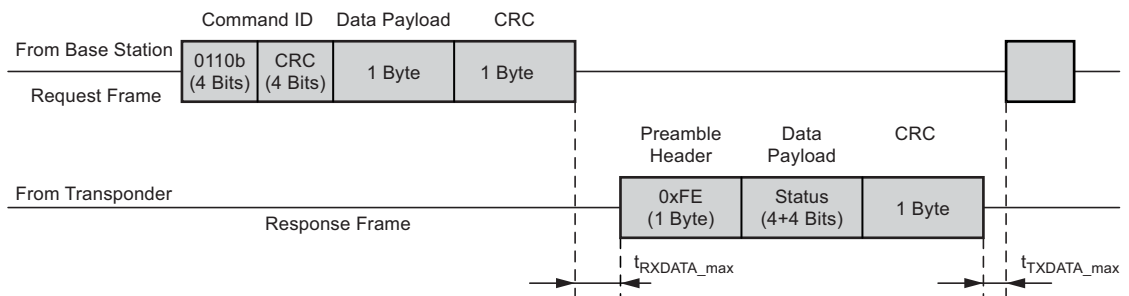 Command ID Data Payload CRC
From Base Station
0110b
(4 Bits)
CRC
(4 Bits)
1 Byte
1 Byte
Request Frame
Preamble
Header
Data
Payload
CRC
From Transponder
0xFE
(1 Byte)
Status
(4+4 Bits)
1 Byte
Response Frame
tRXDATA_max
tTXDATA_max